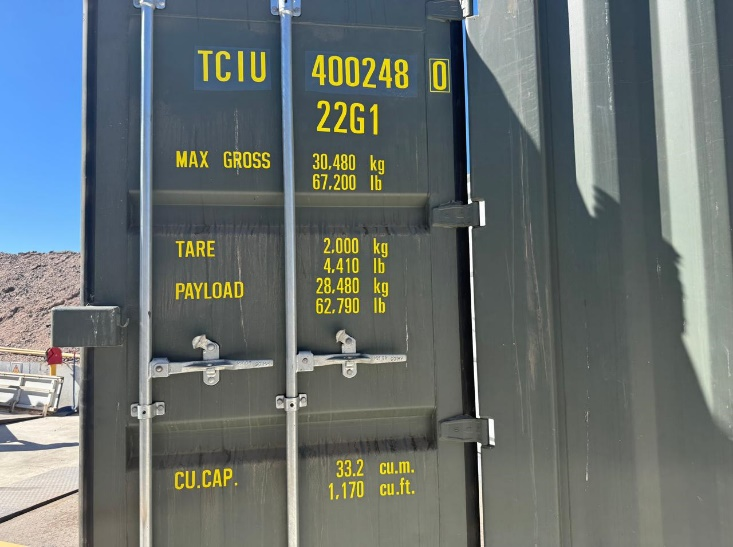 TCIU 400248 0
22G1
MAX GROSS 30,480 kg
67,200 lb
TARE 2,000 kg
4,410 lb
PAYLOAD 28,480 kg
62,790 lb
CU.CAP. 33.2 cu.m.
1,170 cu.ft.